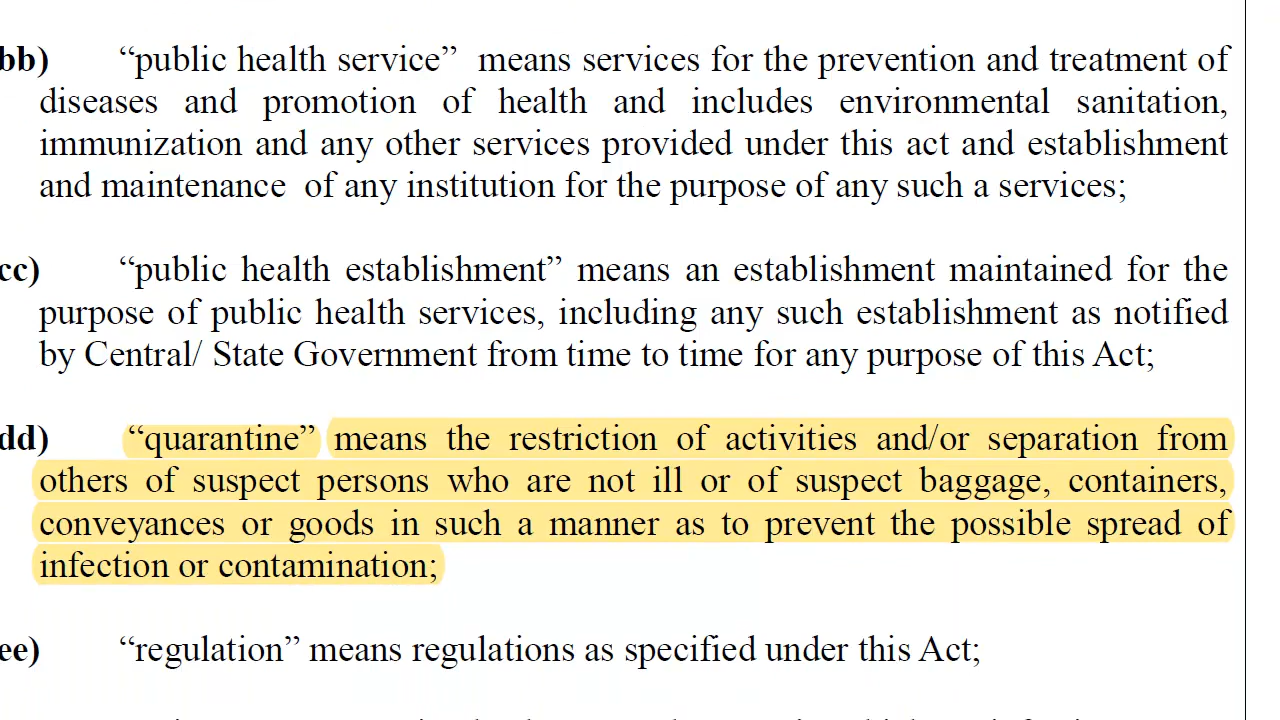 bb) “public health service” means services for the prevention and treatment of
diseases and promotion of health and includes environmental sanitation,
immunization and any other services provided under this act and establishment
and maintenance of any institution for the purpose of any such a services;
cc) “public health establishment” means an establishment maintained for the
purpose of public health services, including any such establishment as notified
by Central/ State Government from time to time for any purpose of this Act;
dd) “quarantine” means the restriction of activities and/or separation from
others of suspect persons who are not ill or of suspect baggage, containers,
conveyances or goods in such a manner as to prevent the possible spread of
infection or contamination;
ee) “regulation” means regulations as specified under this Act;